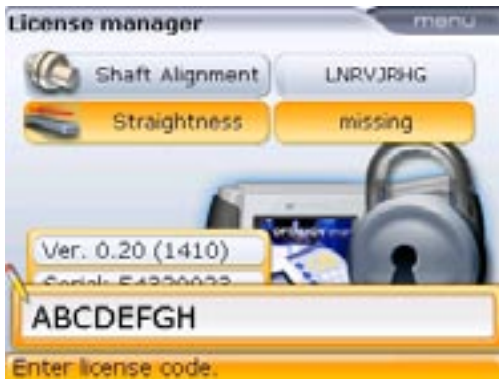 License manager menu
Shaft Alignment LNRVJRHG
Straightness missing
Ver. 0.20 (1410)
ABCDEFGH
Enter license code.